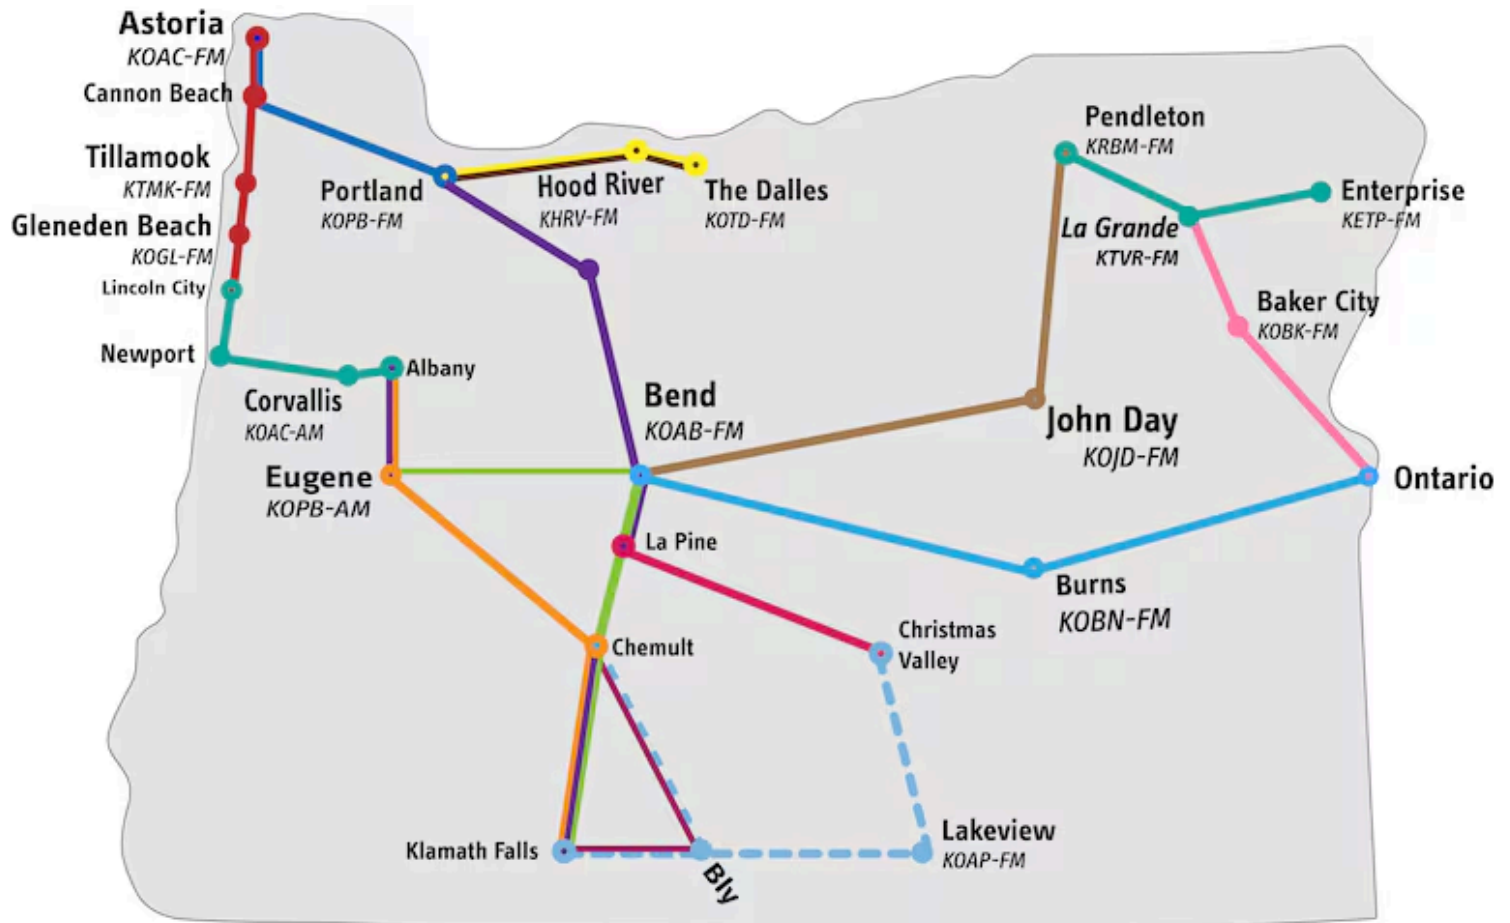 Astoria
KOAC-FM
Cannon Beach
Tillamook
KTMK-FM
Gleneden Beach
KOGL-FM
Lincoln City
Newport
Corvallis
KOAC-AM
Albany
Eugene
KOPB-AM
Portland
KOPB-FM
Hood River
KHRV-FM
The Dalles
KOTD-FM
Pendleton
KRBM-FM
La Grande
KTVR-FM
Enterprise
KETP-FM
Baker City
KOBK-FM
Bend
KOAB-FM
John Day
KOJD-FM
Ontario
La Pine
Burns
KOBN-FM
Christmas
Valley
Chemult
Klamath Falls
Bly
Lakeview
KOAP-FM